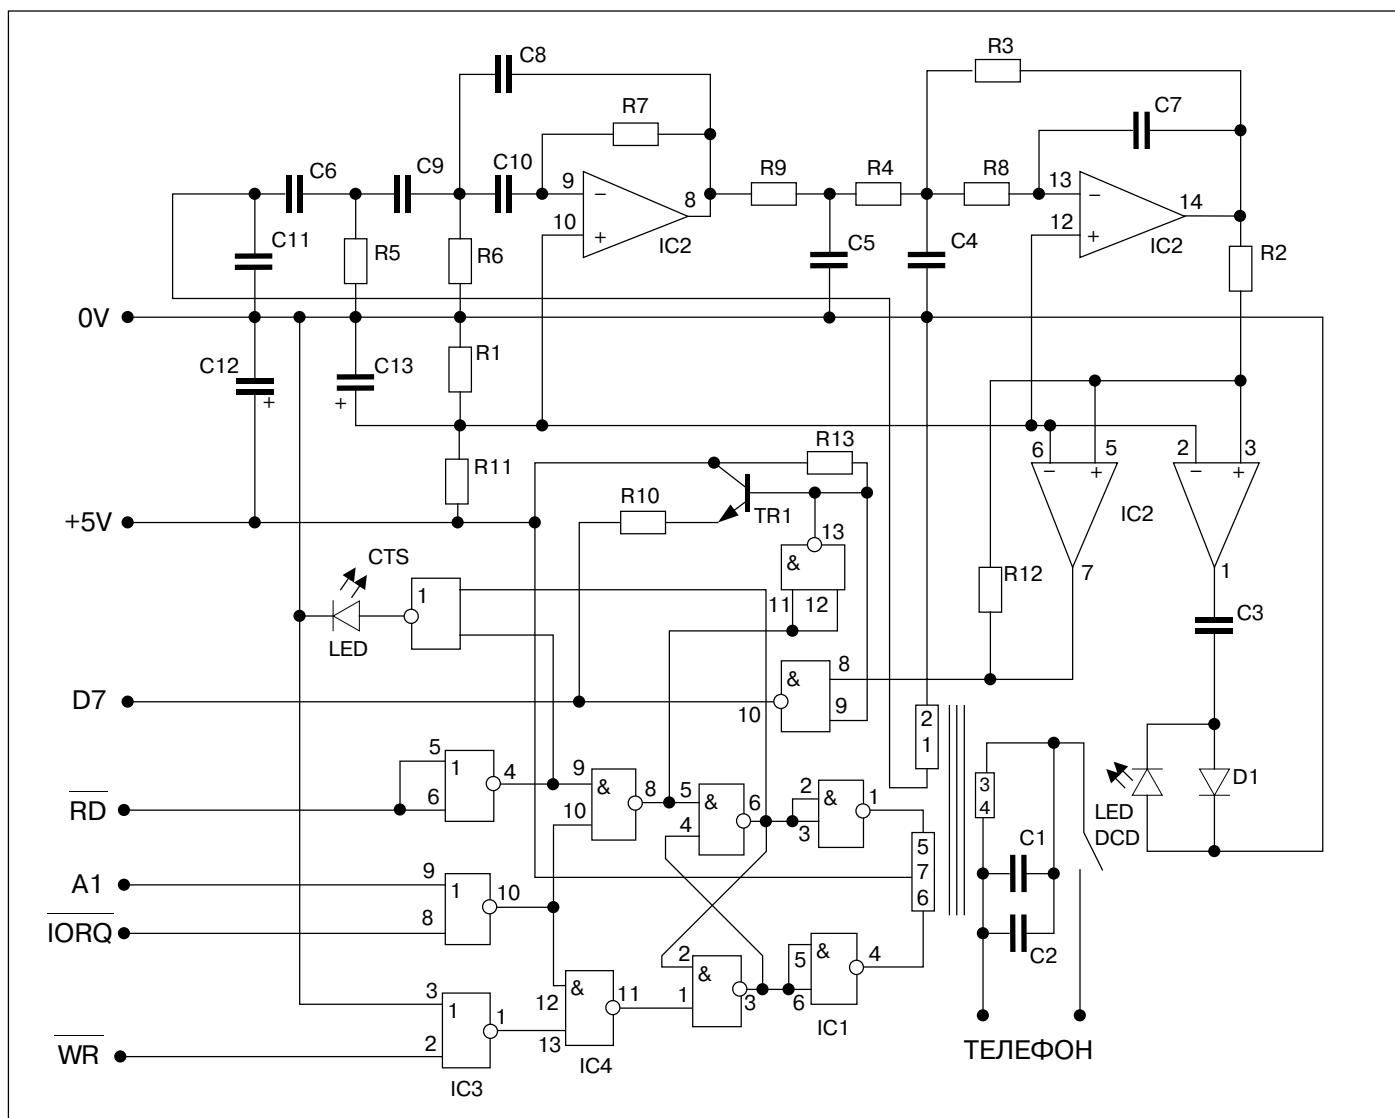 C8
R3
R7
C7
C6
C9
C10
R9
R4
R8
9
8
13
14
10
12
−
+
−
+
IC2
IC2
C11
R5
R6
C5
C4
R2
0V
C12
C13
R1
+
+
R11
R13
6
5
2
3
−
+
−
+
R10
TR1
IC2
+5V
13
&
CTS
1
11
12
R12
7
1
C3
LED
8
&
D7
10
9
2
1
5
1
4
9
&
8
5
&
6
2
&
1
3
4
LED
DCD
D1
RD
6
10
4
3
5
7
6
C1
A1
9
1
10
IORQ
8
C2
2
&
5
&
4
3
1
1
12
&
11
1
3
6
IC1
WR
2
13
IC3
IC4
ТЕЛЕФОН